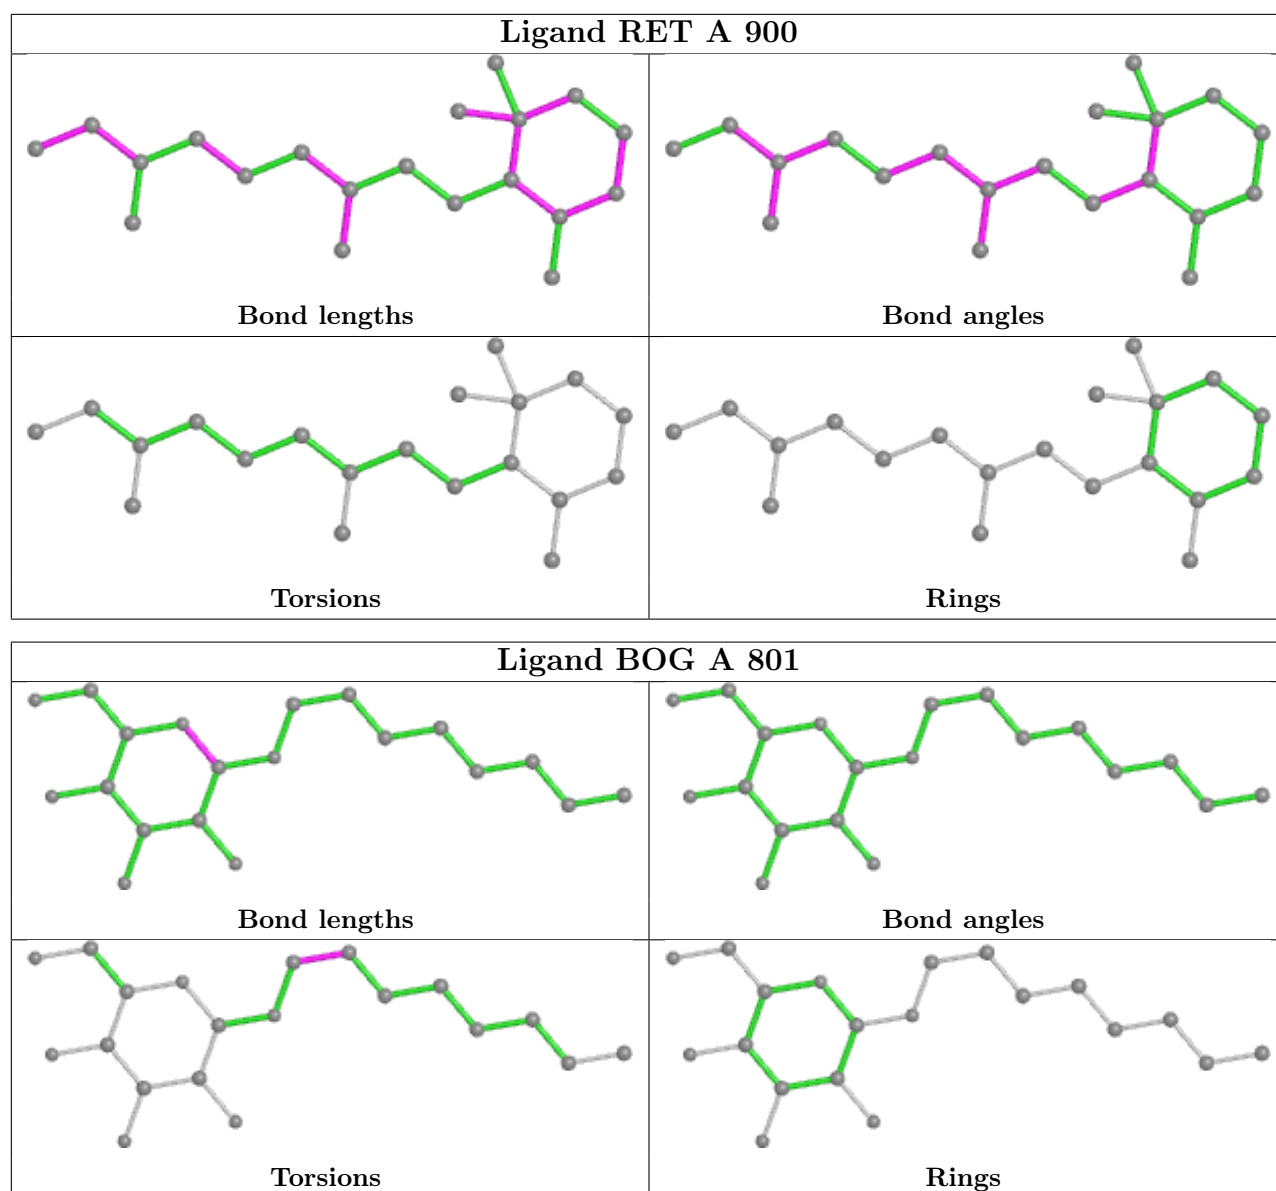 Ligand RET A 900
Bond lengths
Bond angles
Torsions
Rings
Ligand BOG A 801
Bond lengths
Bond angles
Torsions
Rings